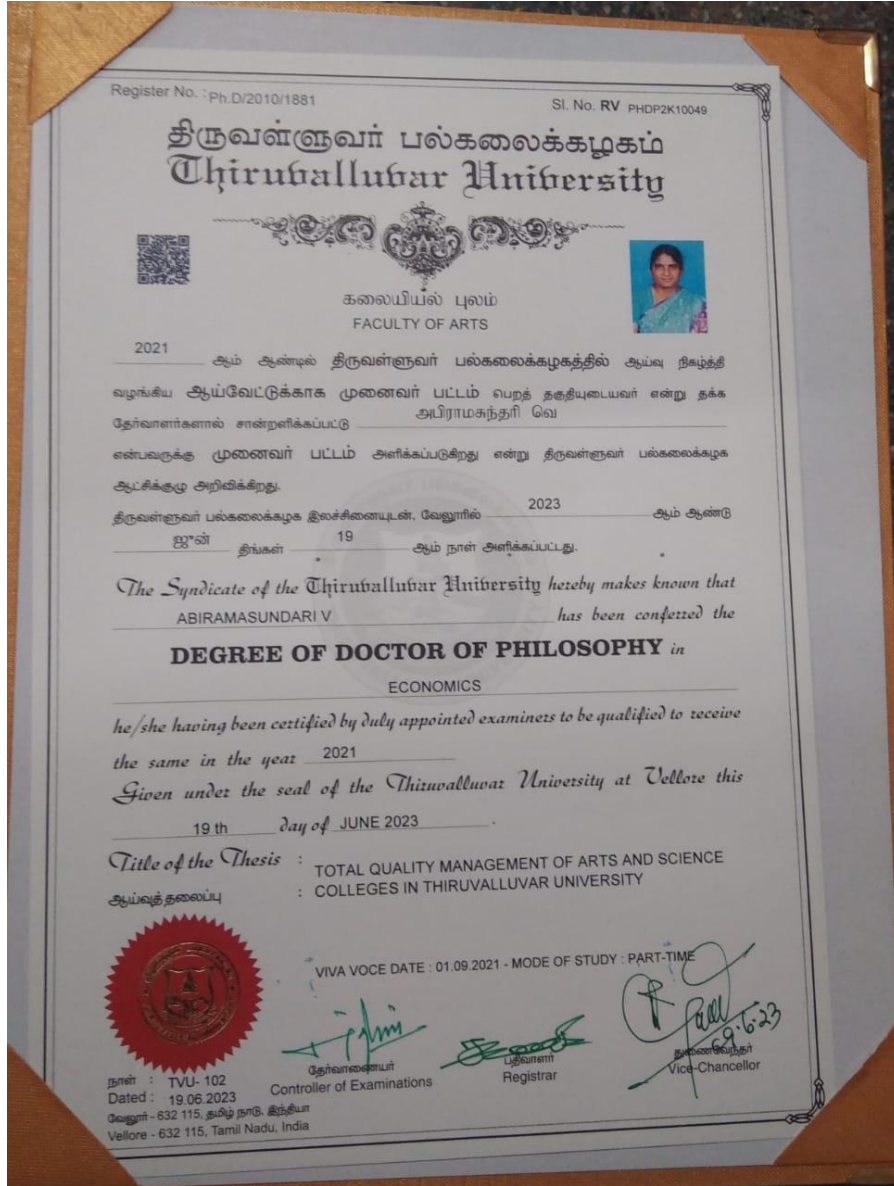 Register No. : Ph.D/2010/1881
Sl. No. RV PHDP2K10049
திருவள்ளுவர் பல்கலைக்கழகம்
Thiruvalluvar University
கலையியல் புலம்
FACULTY OF ARTS
2021 ஆம் ஆண்டில் திருவள்ளுவர் பல்கலைக்கழகத்தில் ஆய்வு நிகழ்த்தி
வழங்கிய ஆய்வேட்டுக்காக முனைவர் பட்டம் பெறத் தகுதியுடையவர் என்று தக்க
தேர்வாளர்களால் சான்றளிக்கப்பட்டு அபிராமசுந்தரி வெ
என்பவருக்கு முனைவர் பட்டம் அளிக்கப்படுகிறது என்று திருவள்ளுவர் பல்கலைக்கழக
ஆட்சிக்குழு அறிவிக்கிறது.
திருவள்ளுவர் பல்கலைக்கழக இலச்சினையுடன், வேலூரில் 2023 ஆம் ஆண்டு
ஜூன் திங்கள் 19 ஆம் நாள் அளிக்கப்பட்டது.
The Syndicate of the Thiruvalluvar University hereby makes known that
ABIRAMASUNDARI V has been conferred the
DEGREE OF DOCTOR OF PHILOSOPHY in
ECONOMICS
he/she having been certified by duly appointed examiners to be qualified to receive
the same in the year 2021
Given under the seal of the Thiruvalluvar University at Vellore this
19 th day of JUNE 2023 .
Title of the Thesis : TOTAL QUALITY MANAGEMENT OF ARTS AND SCIENCE
ஆய்வுத் தலைப்பு : COLLEGES IN THIRUVALLUVAR UNIVERSITY
VIVA VOCE DATE : 01.09.2021 - MODE OF STUDY : PART-TIME
தேர்வாணையர்
Controller of Examinations
பதிவாளர்
Registrar
துணைவேந்தர்
Vice-Chancellor
நாள் : TVU- 102
Dated : 19.06.2023
வேலூர் - 632 115, தமிழ் நாடு, இந்தியா
Vellore - 632 115, Tamil Nadu, India